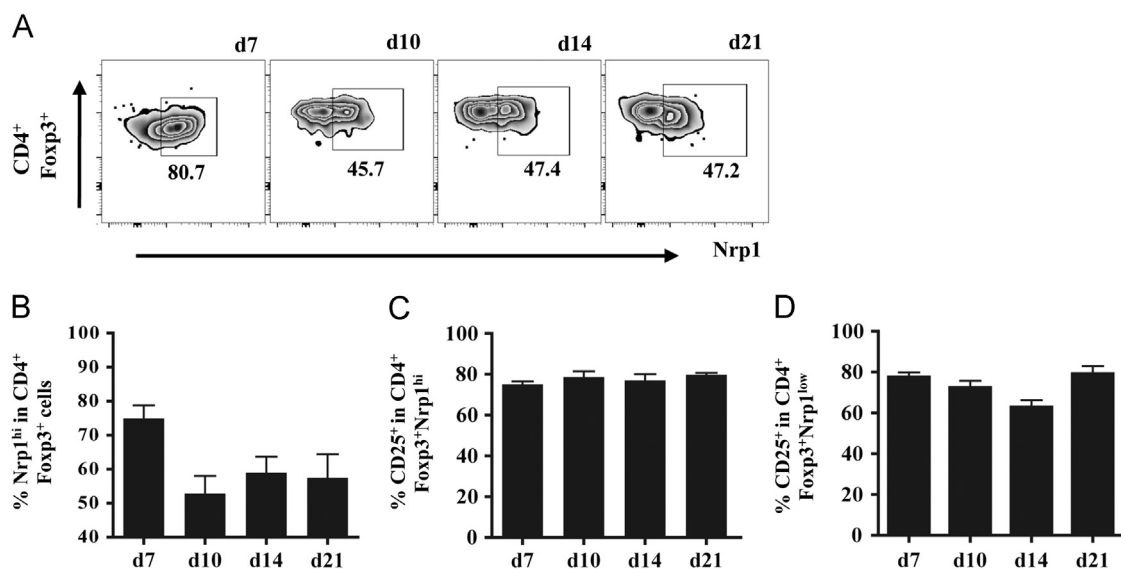 A
d7
d10
d14
d21
CD4⁺
Foxp3⁺
80.7
45.7
47.4
47.2
Nrp1
B
% Nrp1ʰⁱ in CD4⁺
Foxp3⁺ cells
100
90
80
70
60
50
40
d7
d10
d14
d21
C
% CD25⁺ in CD4⁺
Foxp3⁺Nrp1ʰⁱ
100
80
60
40
20
0
d7
d10
d14
d21
D
% CD25⁺ in CD4⁺
Foxp3⁺Nrp1ˡᵒʷ
100
80
60
40
20
0
d7
d10
d14
d21